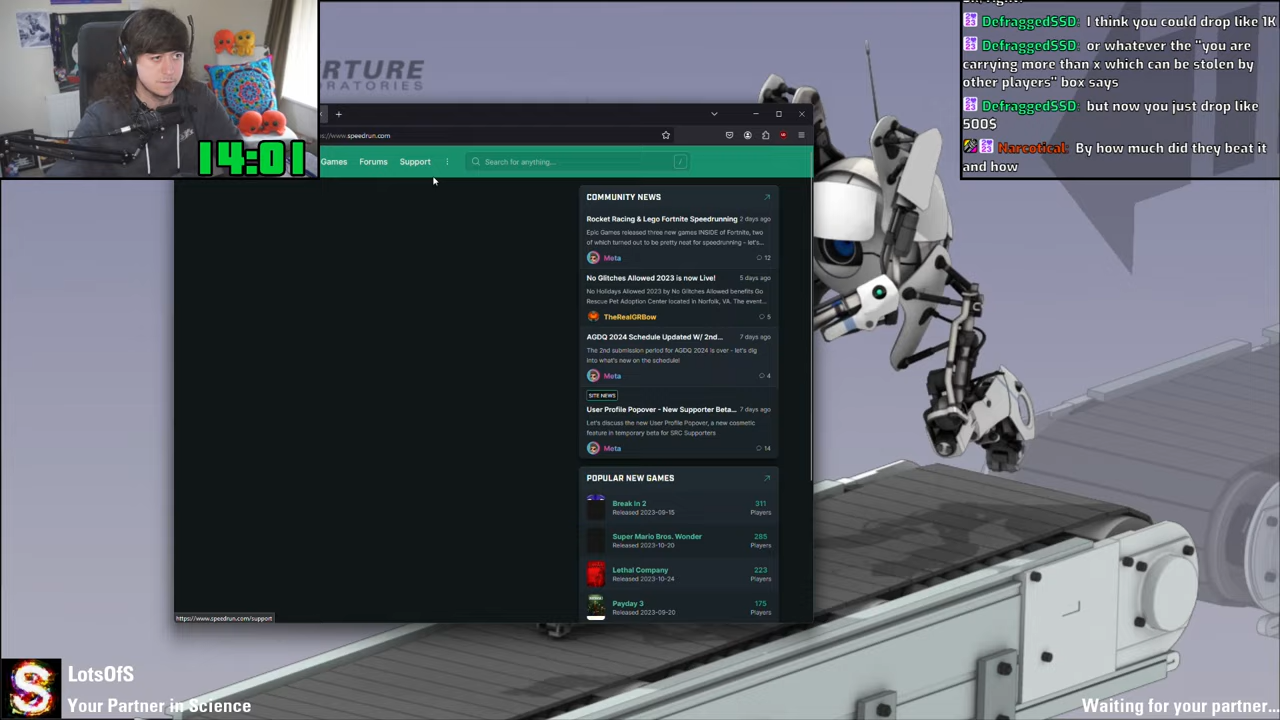 DefraggedSSD: I think you could drop like 1K
DefraggedSSD: or whatever the "you are
carrying more than x which can be stolen by
other players" box says
DefraggedSSD: but now you just drop like
500$
Narcotical: By how much did they beat it
and how
14:01
RTURE
ORATORIES
s://www.speedrun.com
Games Forums Support
Search for anything... /
COMMUNITY NEWS
Rocket Racing & Lego Fortnite Speedrunning 2 days ago
Epic Games released three new games INSIDE of Fortnite, two
of which turned out to be pretty neat for speedrunning - let's...
Meta 12
No Glitches Allowed 2023 is now Live! 5 days ago
No Holidays Allowed 2023 by No Glitches Allowed benefits Go
Rescue Pet Adoption Center located in Norfolk, VA. The event...
TheRealGRBow 5
AGDQ 2024 Schedule Updated W/ 2nd... 7 days ago
The 2nd submission period for AGDQ 2024 is over - let's dig
into what's new on the schedule!
Meta 4
SITE NEWS
User Profile Popover - New Supporter Beta... 7 days ago
Let's discuss the new User Profile Popover, a new cosmetic
feature in temporary beta for SRC Supporters
Meta 14
POPULAR NEW GAMES
Break In 2 311
Released 2023-09-15 Players
Super Mario Bros. Wonder 285
Released 2023-10-20 Players
Lethal Company 223
Released 2023-10-24 Players
Payday 3 175
Released 2023-09-20 Players
https://www.speedrun.com/support
LotsOfS
Your Partner in Science
Waiting for your partner...